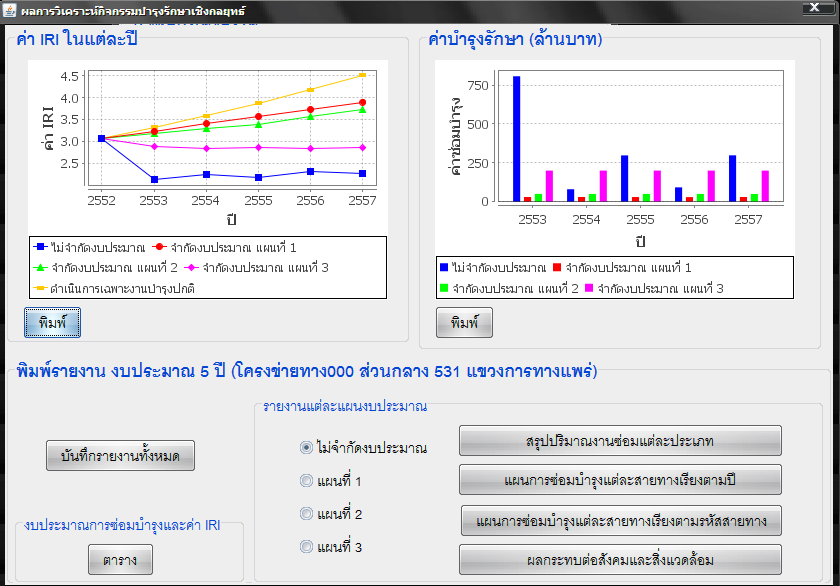 ผลการวิเคราะห์กิจกรรมบำรุงรักษาเชิงกลยุทธ์
ค่า IRI ในแต่ละปี
ค่า IRI
4.5
4.0
3.5
3.0
2.5
2552 2553 2554 2555 2556 2557
ปี
ไม่จำกัดงบประมาณ จำกัดงบประมาณ แผนที่ 1
จำกัดงบประมาณ แผนที่ 2 จำกัดงบประมาณ แผนที่ 3
ดำเนินการเฉพาะงานบำรุงปกติ
พิมพ์
ค่าบำรุงรักษา (ล้านบาท)
ค่าซ่อมบำรุง
750
500
250
0
2553 2554 2555 2556 2557
ปี
ไม่จำกัดงบประมาณ จำกัดงบประมาณ แผนที่ 1
จำกัดงบประมาณ แผนที่ 2 จำกัดงบประมาณ แผนที่ 3
พิมพ์
พิมพ์รายงาน งบประมาณ 5 ปี (โครงข่ายทาง000 ส่วนกลาง 531 แขวงการทางแพร่)
บันทึกรายงานทั้งหมด
งบประมาณการซ่อมบำรุงและค่า IRI
ตาราง
รายงานแต่ละแผนงบประมาณ
ไม่จำกัดงบประมาณ
แผนที่ 1
แผนที่ 2
แผนที่ 3
สรุปปริมาณงานซ่อมแต่ละประเภท
แผนการซ่อมบำรุงแต่ละสายทางเรียงตามปี
แผนการซ่อมบำรุงแต่ละสายทางเรียงตามรหัสสายทาง
ผลกระทบต่อสังคมและสิ่งแวดล้อม